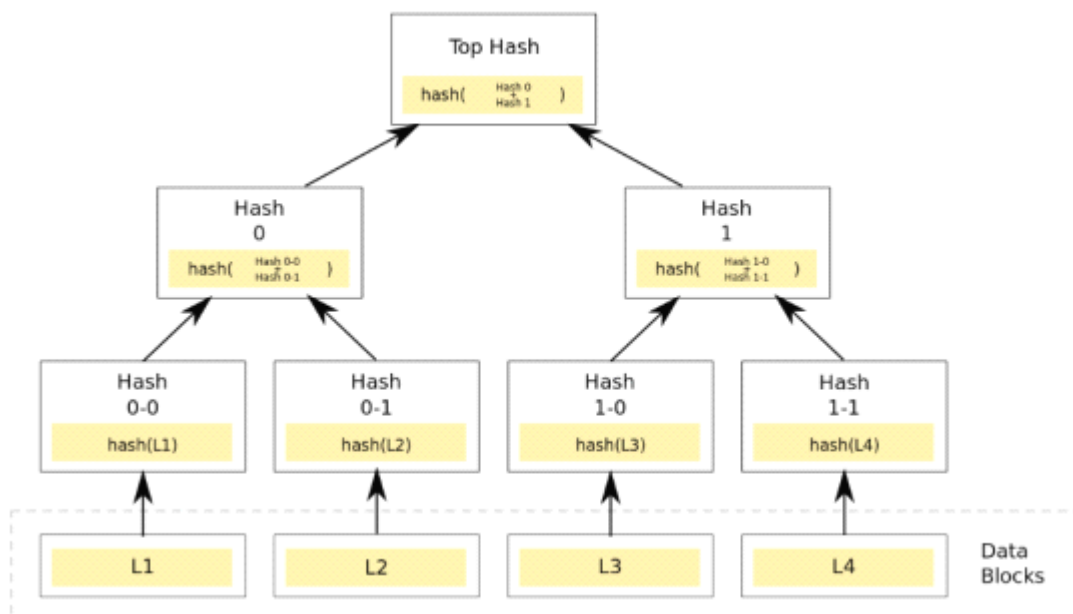 Top Hash
hash( Hash 0 + Hash 1 )
Hash
0
hash( Hash 0-0 + Hash 0-1 )
Hash
1
hash( Hash 1-0 + Hash 1-1 )
Hash
0-0
hash(L1)
Hash
0-1
hash(L2)
Hash
1-0
hash(L3)
Hash
1-1
hash(L4)
L1
L2
L3
L4
Data
Blocks